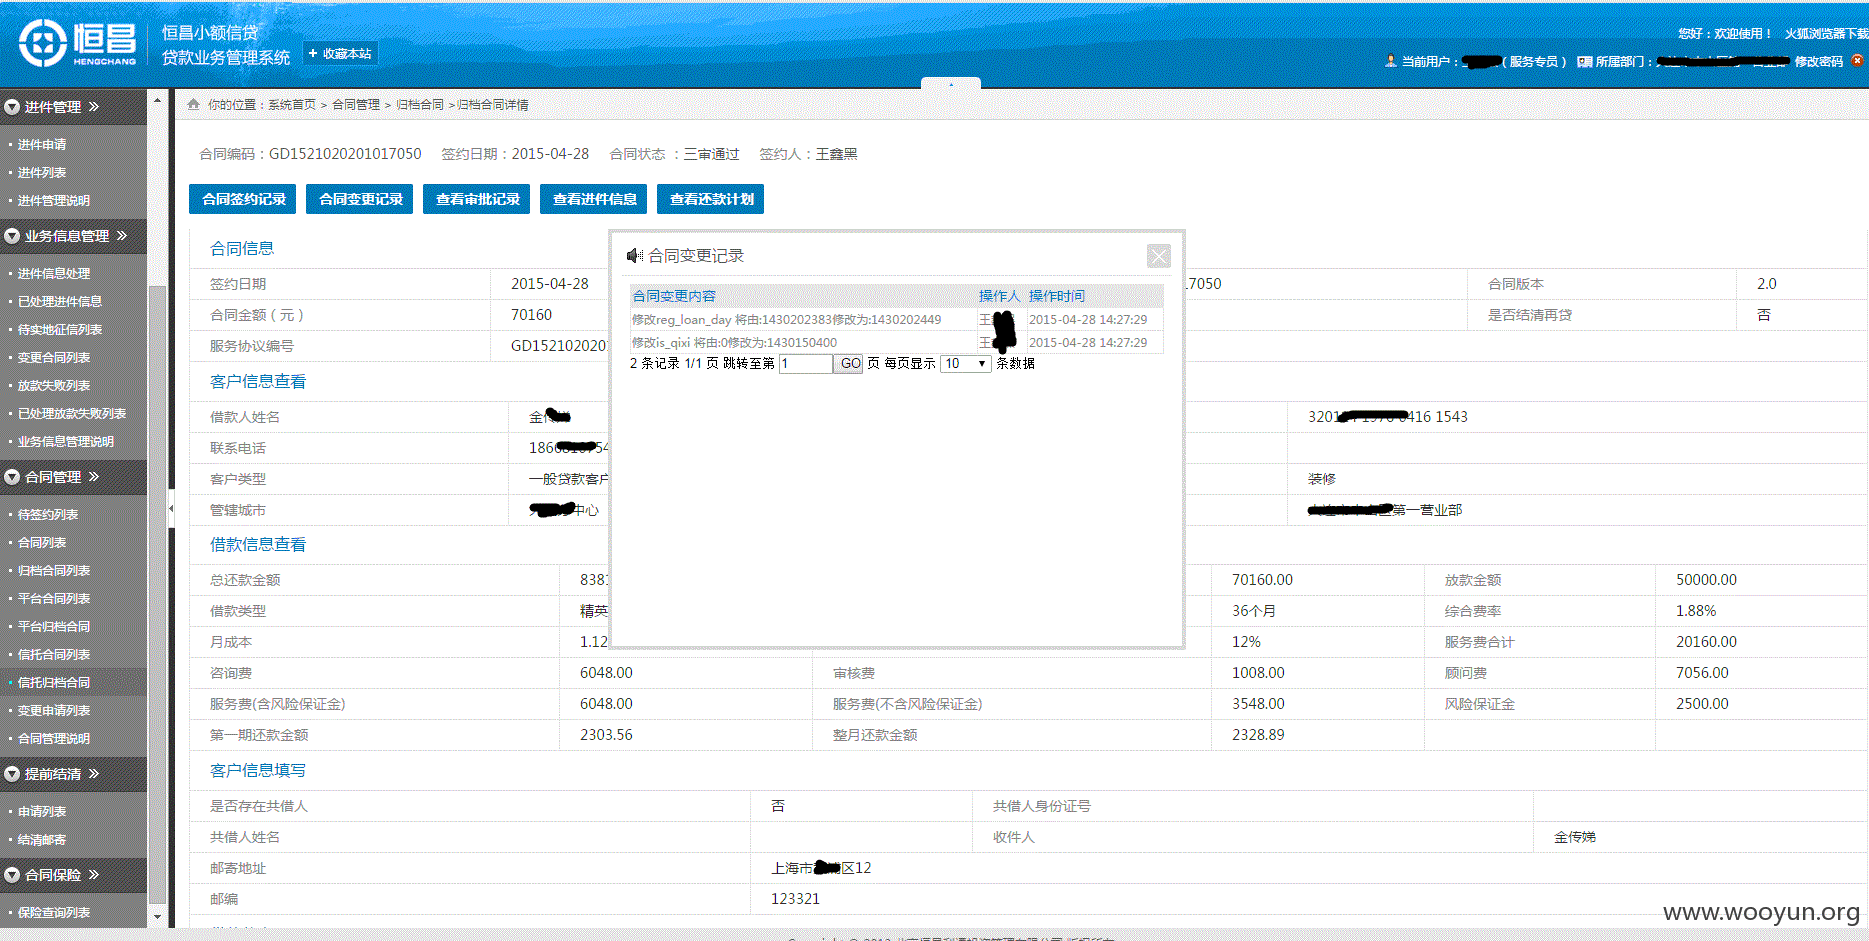 恒昌
HENGCHANG
恒昌小额信贷
贷款业务管理系统
+ 收藏本站
您好：欢迎使用！ 火狐浏览器下载
当前用户： （服务专员） 所属部门： 修改密码
你的位置：系统首页 > 合同管理 > 归档合同 >归档合同详情
进件管理 »
进件申请
进件列表
进件管理说明
业务信息管理 »
进件信息处理
已处理进件信息
待实地征信列表
变更合同列表
放款失败列表
已处理放款失败列表
业务信息管理说明
合同管理 »
待签约列表
合同列表
归档合同列表
平台合同列表
平台归档合同
信托合同列表
信托归档合同
变更申请列表
合同管理说明
提前结清 »
申请列表
结清邮寄
合同保险 »
保险查询列表
合同编码：GD1521020201017050 签约日期：2015-04-28 合同状态 ：三审通过 签约人：王鑫黑
合同签约记录 合同变更记录 查看审批记录 查看进件信息 查看还款计划
合同信息
签约日期 2015-04-28 7050 合同版本 2.0
合同金额（元） 70160 是否结清再贷 否
服务协议编号 GD152102020
合同变更记录
合同变更内容 操作人 操作时间
修改reg_loan_day 将由:1430202383修改为:1430202449 王 2015-04-28 14:27:29
修改is_qixi 将由:0修改为:1430150400 王 2015-04-28 14:27:29
2 条记录 1/1 页 跳转至第 1 GO 页 每页显示 10 条数据
客户信息查看
借款人姓名 金 3201 0416 1543
联系电话 186 54
客户类型 一般贷款客户 装修
管辖城市 中心 第一营业部
借款信息查看
总还款金额 838 70160.00 放款金额 50000.00
借款类型 精英 36个月 综合费率 1.88%
月成本 1.12 12% 服务费合计 20160.00
咨询费 6048.00 审核费 1008.00 顾问费 7056.00
服务费(含风险保证金) 6048.00 服务费(不含风险保证金) 3548.00 风险保证金 2500.00
第一期还款金额 2303.56 整月还款金额 2328.89
客户信息填写
是否存在共借人 否 共借人身份证号
共借人姓名 收件人 金传娣
邮寄地址 上海市 区12
邮编 123321
www.wooyun.org